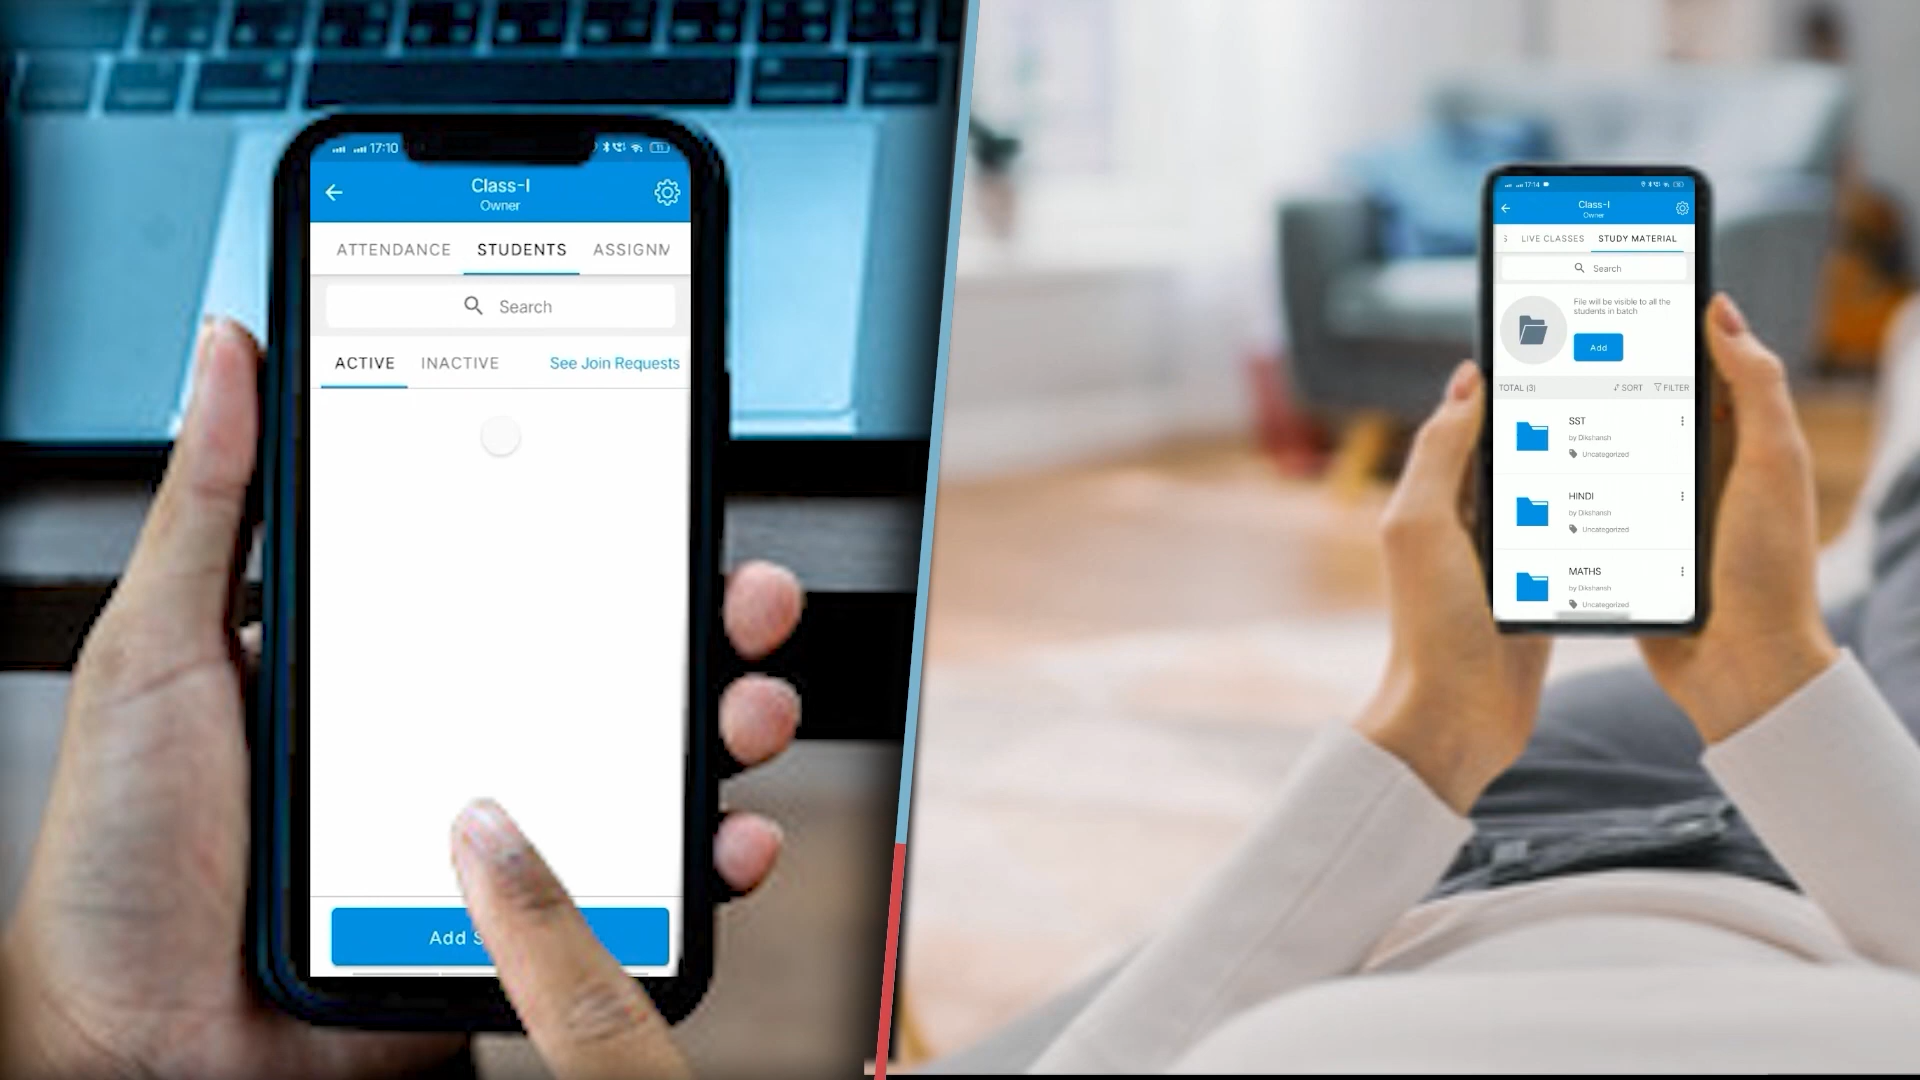 17:10
Class-I
Owner
ATTENDANCE STUDENTS ASSIGNM
Search
ACTIVE INACTIVE See Join Requests
Add S
17:14
Class-I
Owner
S LIVE CLASSES STUDY MATERIAL
Search
File will be visible to all the
students in batch
Add
TOTAL (3) SORT FILTER
SST
by Dikshansh
Uncategorized
HINDI
by Dikshansh
Uncategorized
MATHS
by Dikshansh
Uncategorized